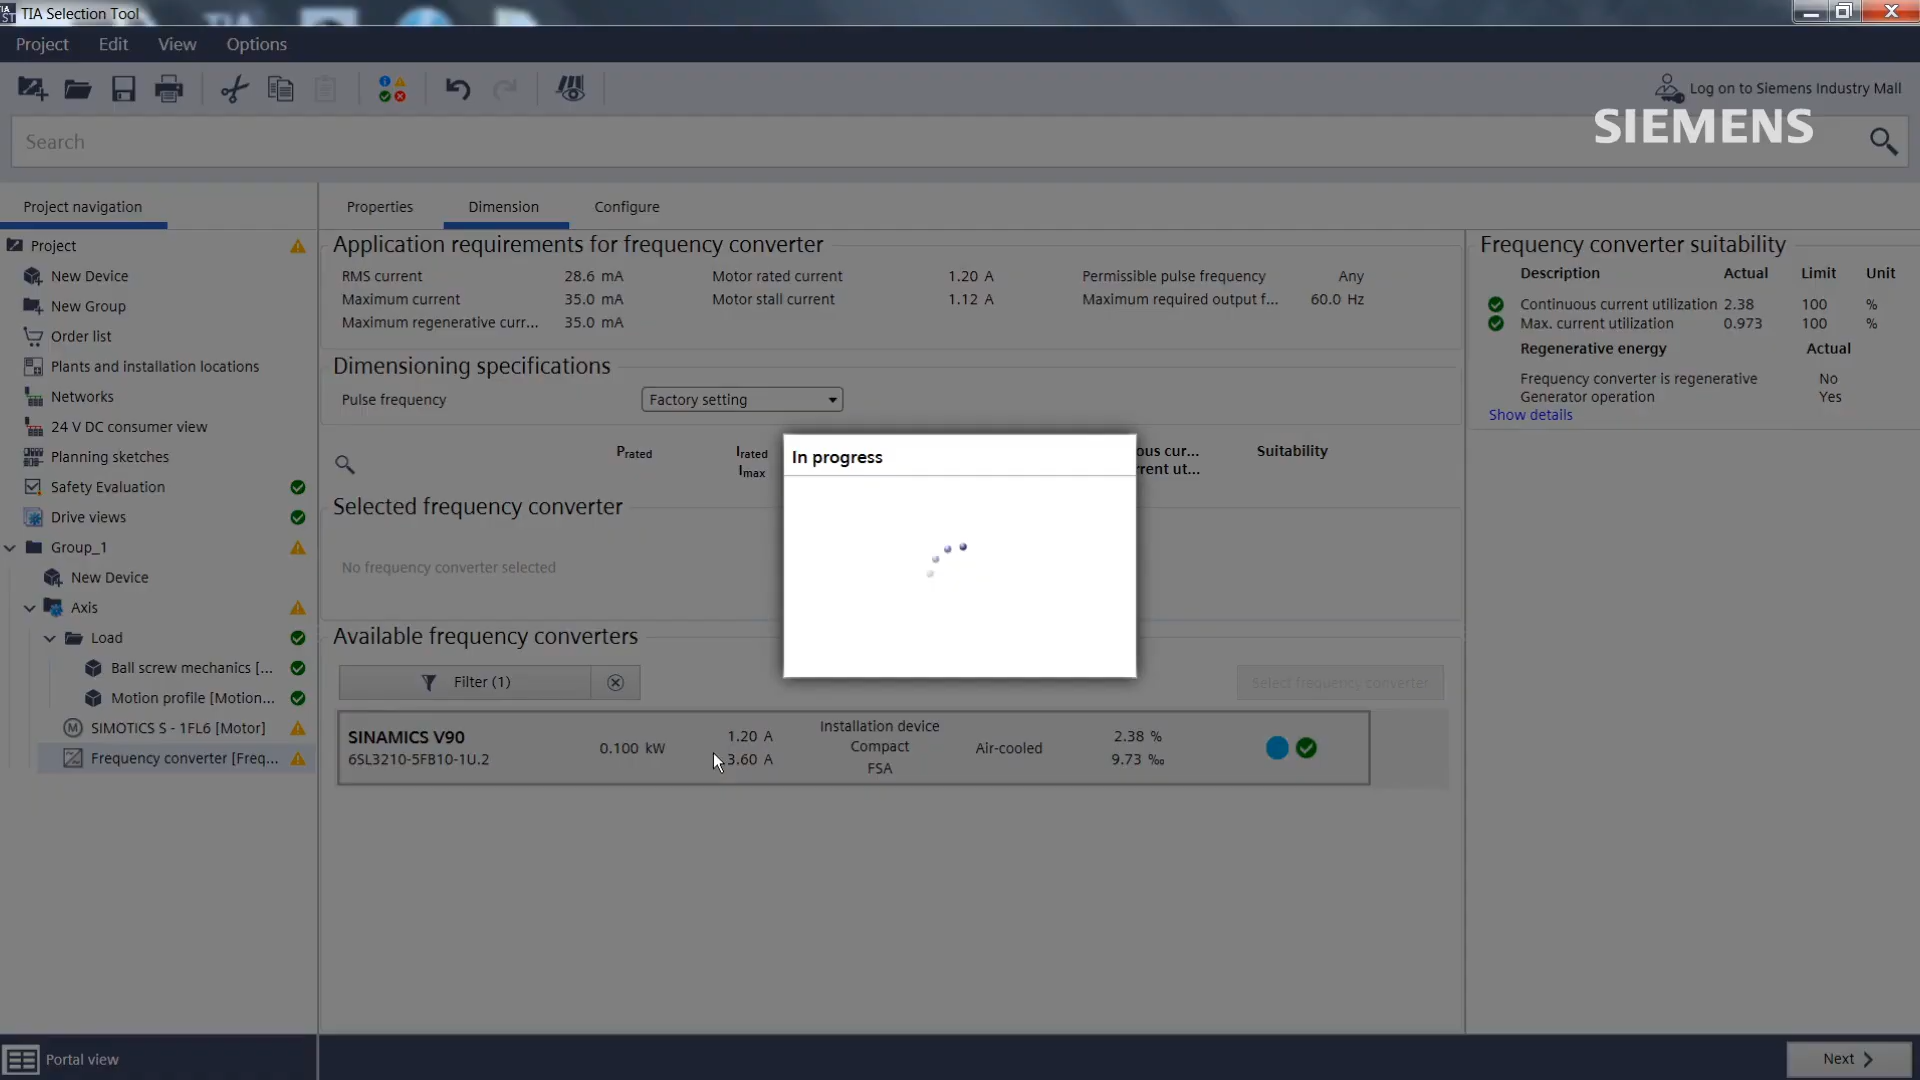 TIA Selection Tool
Project Edit View Options
Log on to Siemens Industry Mall
SIEMENS
Search
Project navigation
Properties Dimension Configure
Project
New Device
New Group
Order list
Plants and installation locations
Networks
24 V DC consumer view
Planning sketches
Safety Evaluation
Drive views
Group_1
New Device
Axis
Load
Ball screw mechanics [...
Motion profile [Motion...
SIMOTICS S - 1FL6 [Motor]
Frequency converter [Freq...
Application requirements for frequency converter
RMS current 28.6 mA Motor rated current 1.20 A Permissible pulse frequency Any
Maximum current 35.0 mA Motor stall current 1.12 A Maximum required output f... 60.0 Hz
Maximum regenerative curr... 35.0 mA
Dimensioning specifications
Pulse frequency Factory setting
Prated Irated ous cur... Suitability
Imax rent ut...
Selected frequency converter
No frequency converter selected
In progress
Available frequency converters
Filter (1) Select frequency converter
SINAMICS V90 0.100 kW 1.20 A Installation device Air-cooled 2.38 %
6SL3210-5FB10-1U.2 3.60 A Compact 9.73 ‰
FSA
Frequency converter suitability
Description Actual Limit Unit
Continuous current utilization 2.38 100 %
Max. current utilization 0.973 100 %
Regenerative energy Actual
Frequency converter is regenerative No
Generator operation Yes
Show details
Portal view
Next